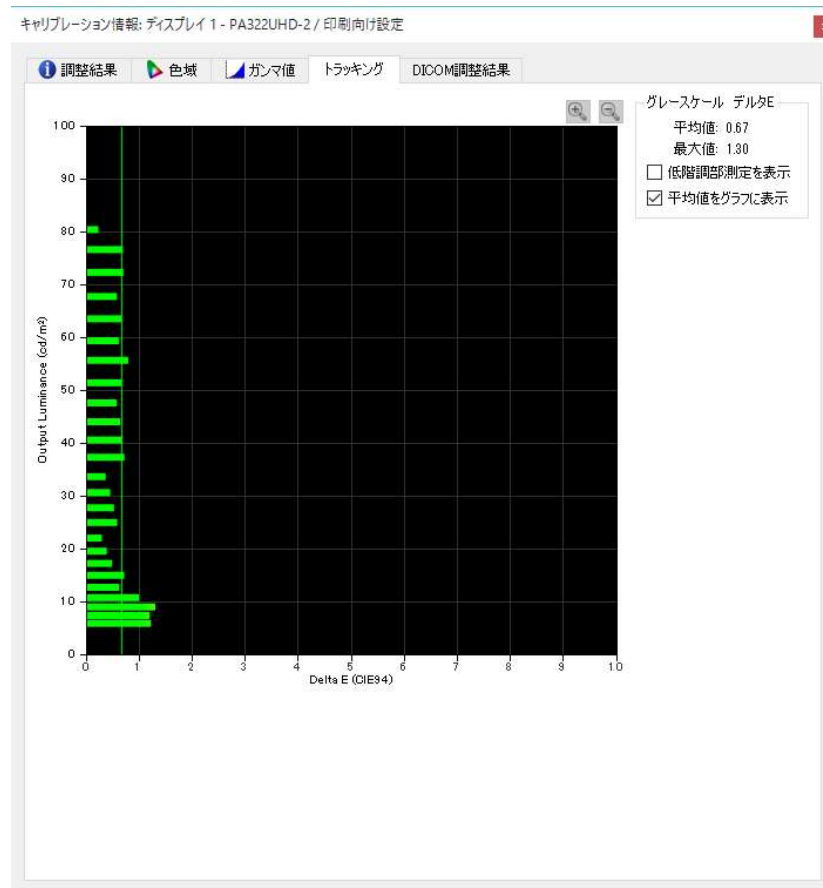 キャリブレーション情報: ディスプレイ 1 - PA322UHD-2 / 印刷向け設定
調整結果
色域
ガンマ値
トラッキング
DICOM調整結果
グレースケール デルタE
平均値: 0.67
最大値: 1.30
低階調部測定を表示
平均値をグラフに表示
100
90
80
70
60
50
40
30
20
10
0
Output Luminance (cd/m²)
0 1 2 3 4 5 6 7 8 9 10
Delta E (CIE94)